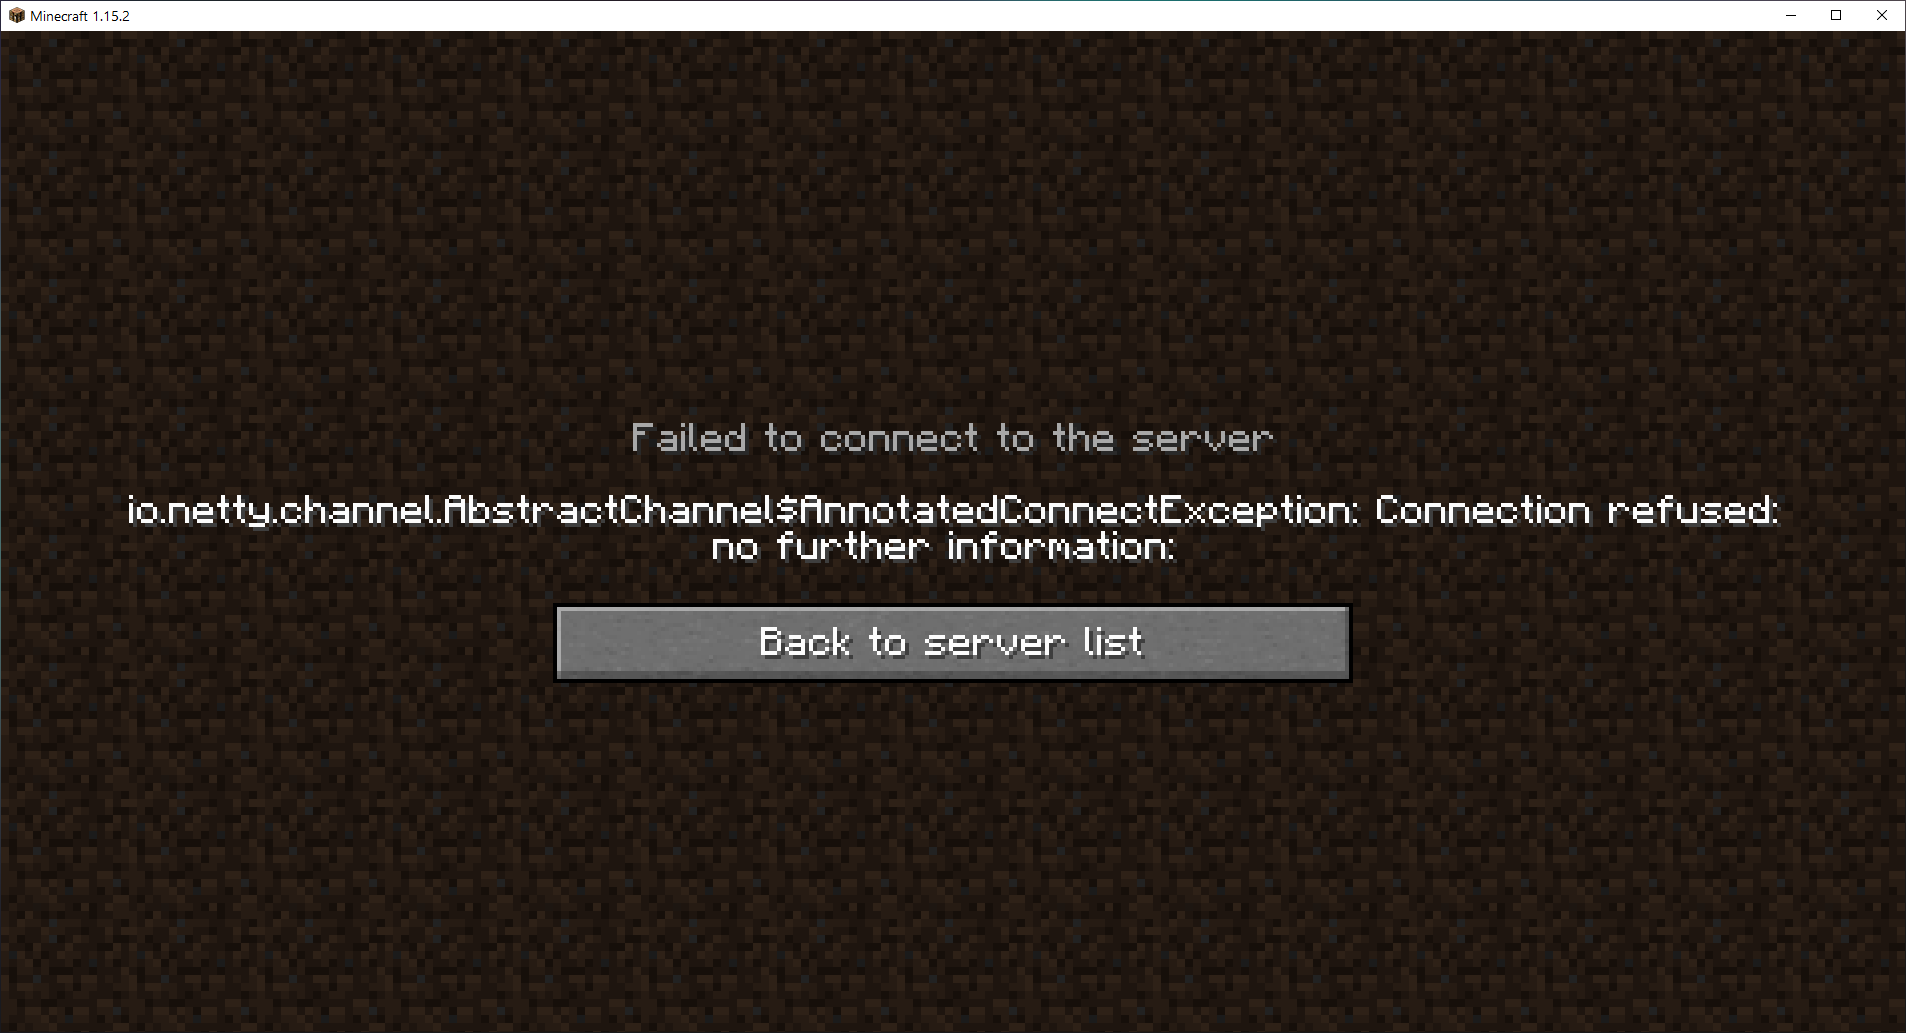 Minecraft 1.15.2
Failed to connect to the server
io.netty.channel.AbstractChannel$AnnotatedConnectException: Connection refused:
no further information:
Back to server list